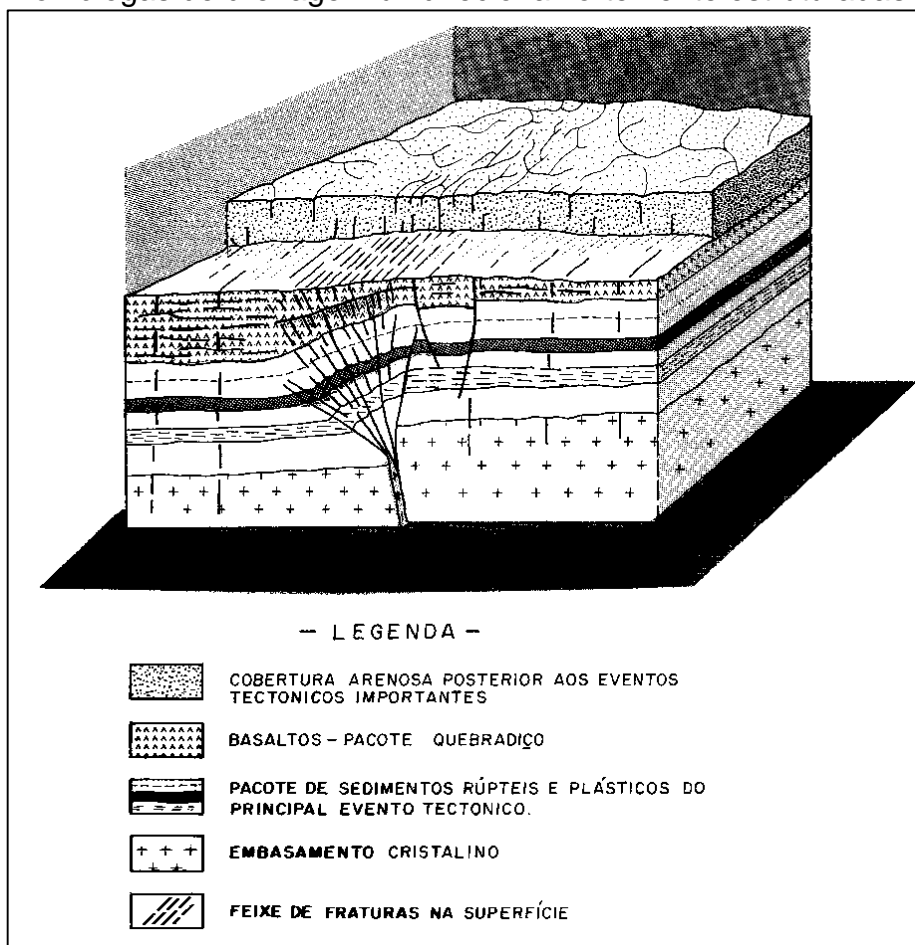 - LEGENDA -
COBERTURA ARENOSA POSTERIOR AOS EVENTOS
TECTONICOS IMPORTANTES
BASALTOS - PACOTE QUEBRADIÇO
PACOTE DE SEDIMENTOS RÚPTEIS E PLÁSTICOS DO
PRINCIPAL EVENTO TECTONICO.
EMBASAMENTO CRISTALINO
FEIXE DE FRATURAS NA SUPERFÍCIE